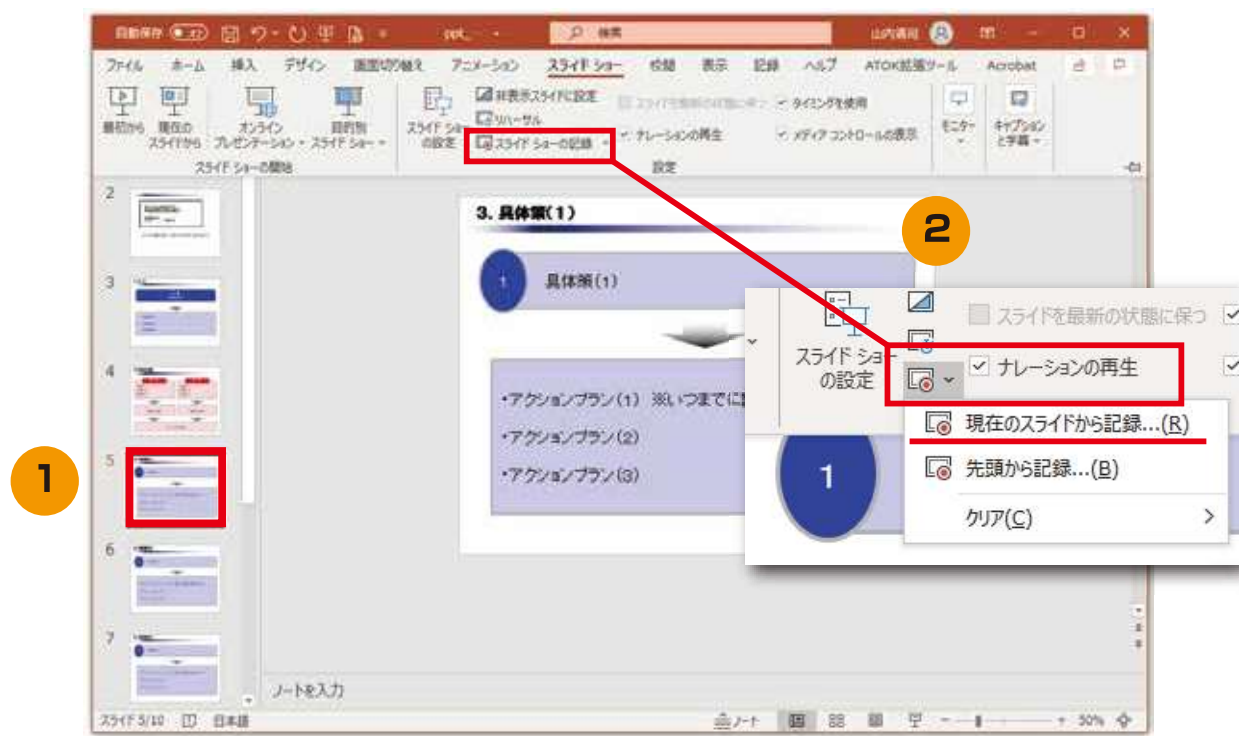 自動保存
ppt_
検索
ファイル ホーム 挿入 デザイン 画面切り替え アニメーション スライド ショー 校閲 表示 記録 ヘルプ ATOK拡張ツール Acrobat
最初から 現在の スライドから オンライン プレゼンテーション 目的別 スライド ショー スライド ショー の設定
非表示スライドに設定
リハーサル
スライド ショーの記録
タイミングを使用
ナレーションの再生
メディア コントロールの表示
モニター
キャプション と字幕
スライド ショーの開始
設定
2
3
4
5
6
7
3. 具体策(1)
1
具体策(1)
・アクションプラン(1) ※いつまでに
・アクションプラン(2)
・アクションプラン(3)
1
2
スライドを最新の状態に保つ
スライド ショー
の設定
ナレーションの再生
現在のスライドから記録...(R)
先頭から記録...(B)
クリア(C)
1
ノートを入力
スライド 5/10
日本語
ノート
50%